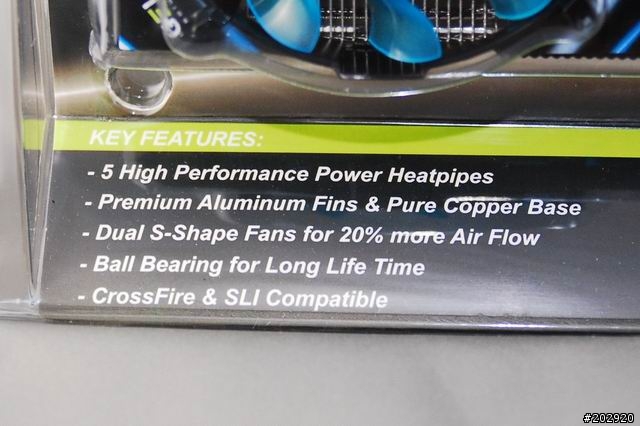 KEY FEATURES:
- 5 High Performance Power Heatpipes
- Premium Aluminum Fins & Pure Copper Base
- Dual S-Shape Fans for 20% more Air Flow
- Ball Bearing for Long Life Time
- CrossFire & SLI Compatible
#202920